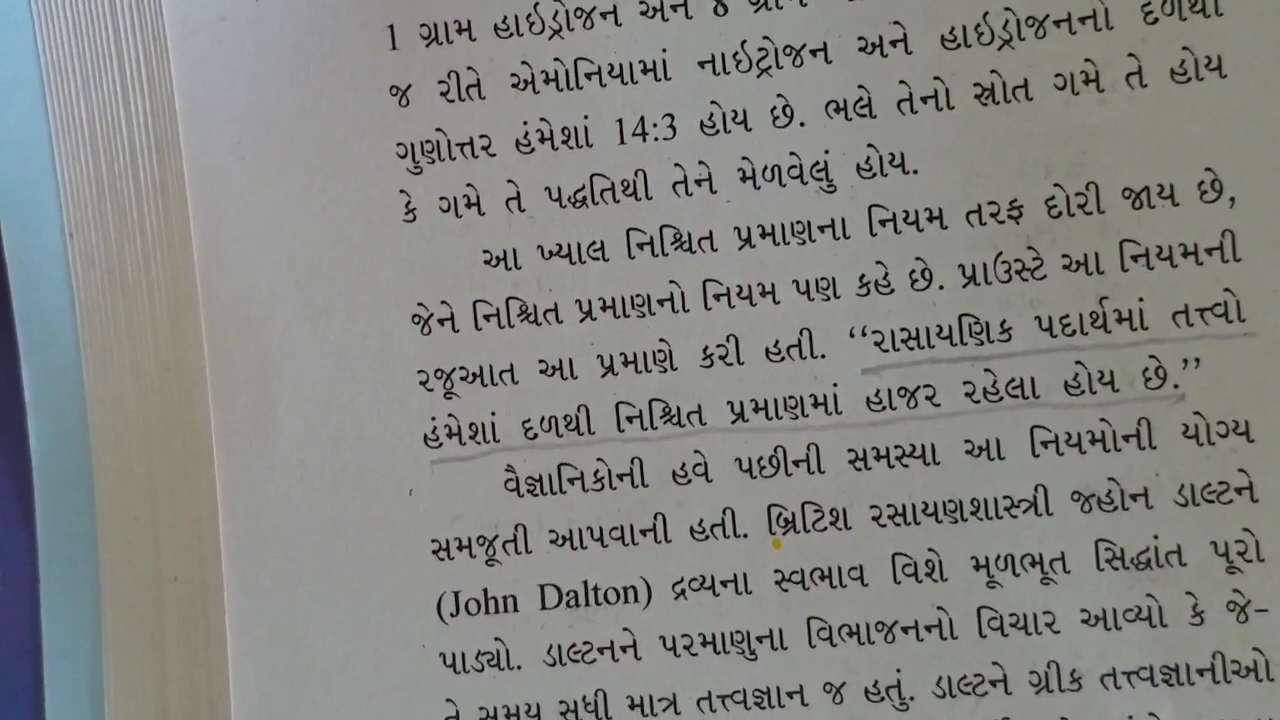 1 ગ્રામ હાઈડ્રોજન અને 8 ગ્રામ
જ રીતે એમોનિયામાં નાઈટ્રોજન અને હાઈડ્રોજનનો દળથી
ગુણોત્તર હંમેશાં 14:3 હોય છે. ભલે તેનો સ્રોત ગમે તે હોય
કે ગમે તે પદ્ધતિથી તેને મેળવેલું હોય.
આ ખ્યાલ નિશ્ચિત પ્રમાણના નિયમ તરફ દોરી જાય છે,
જેને નિશ્ચિત પ્રમાણનો નિયમ પણ કહે છે. પ્રાઉસ્ટે આ નિયમની
રજૂઆત આ પ્રમાણે કરી હતી. “રાસાયણિક પદાર્થમાં તત્ત્વો
હંમેશાં દળથી નિશ્ચિત પ્રમાણમાં હાજર રહેલા હોય છે.”
વૈજ્ઞાનિકોની હવે પછીની સમસ્યા આ નિયમોની યોગ્ય
સમજૂતી આપવાની હતી. બ્રિટિશ રસાયણશાસ્ત્રી જ્હોન ડાલ્ટને
(John Dalton) દ્રવ્યના સ્વભાવ વિશે મૂળભૂત સિદ્ધાંત પૂરો
પાડ્યો. ડાલ્ટનને પરમાણુના વિભાજનનો વિચાર આવ્યો કે જે-
તે સમય સુધી માત્ર તત્ત્વજ્ઞાન જ હતું. ડાલ્ટને ગ્રીક તત્ત્વજ્ઞાનીઓ